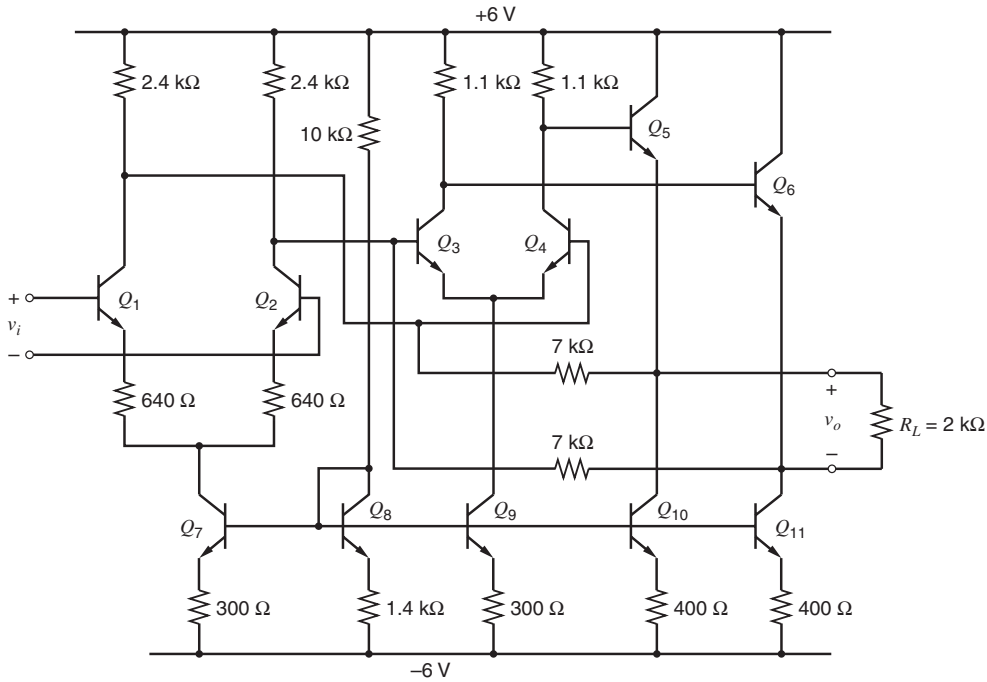 +6 V
2.4 kΩ 2.4 kΩ 1.1 kΩ 1.1 kΩ
10 kΩ Q5
Q6
Q3 Q4
+ Q1 Q2
vi
−
7 kΩ
640 Ω 640 Ω + vo − RL = 2 kΩ
7 kΩ
Q7 Q8 Q9 Q10 Q11
300 Ω 1.4 kΩ 300 Ω 400 Ω 400 Ω
−6 V